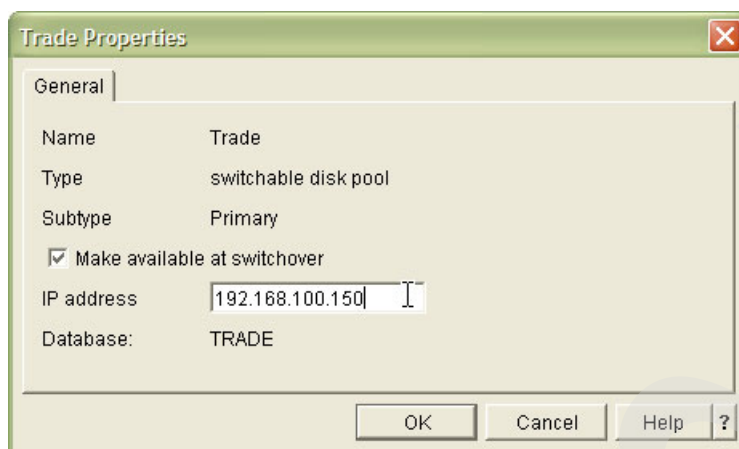 Trade Properties
General
Name Trade
Type switchable disk pool
Subtype Primary
Make available at switchover
IP address 192.168.100.150
Database: TRADE
OK Cancel Help ?